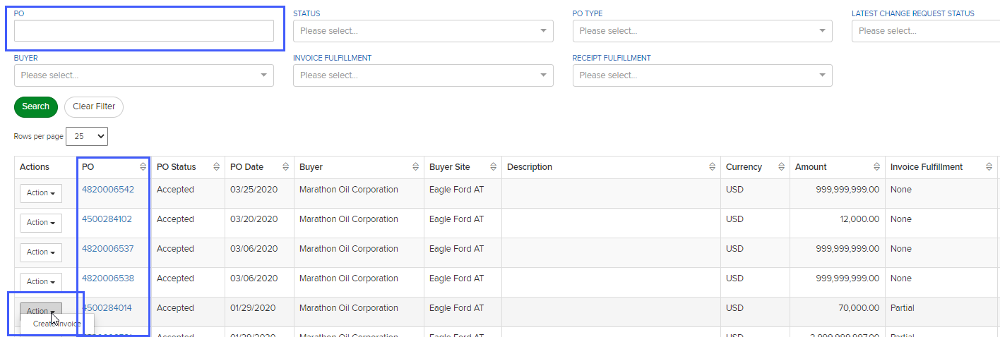 PO STATUS PO TYPE LATEST CHANGE REQUEST STATUS
Please select... Please select... Please select...
BUYER INVOICE FULFILLMENT RECEIPT FULFILLMENT
Please select... Please select... Please select...
Search Clear Filter
Rows per page 25
Actions PO PO Status PO Date Buyer Buyer Site Description Currency Amount Invoice Fulfillment
Action 4820006542 Accepted 03/25/2020 Marathon Oil Corporation Eagle Ford AT USD 999,999,999.00 None
Action 4500284102 Accepted 03/20/2020 Marathon Oil Corporation Eagle Ford AT USD 12,000.00 None
Action 4820006537 Accepted 03/06/2020 Marathon Oil Corporation Eagle Ford AT USD 999,999,999.00 None
Action 4820006538 Accepted 03/06/2020 Marathon Oil Corporation Eagle Ford AT USD 999,999,999.00 None
Action 4500284014 Accepted 01/29/2020 Marathon Oil Corporation Eagle Ford AT USD 70,000.00 Partial
Create Invoice
Accepted 01/29/2020 Marathon Oil Corporation Eagle Ford AT USD Partial